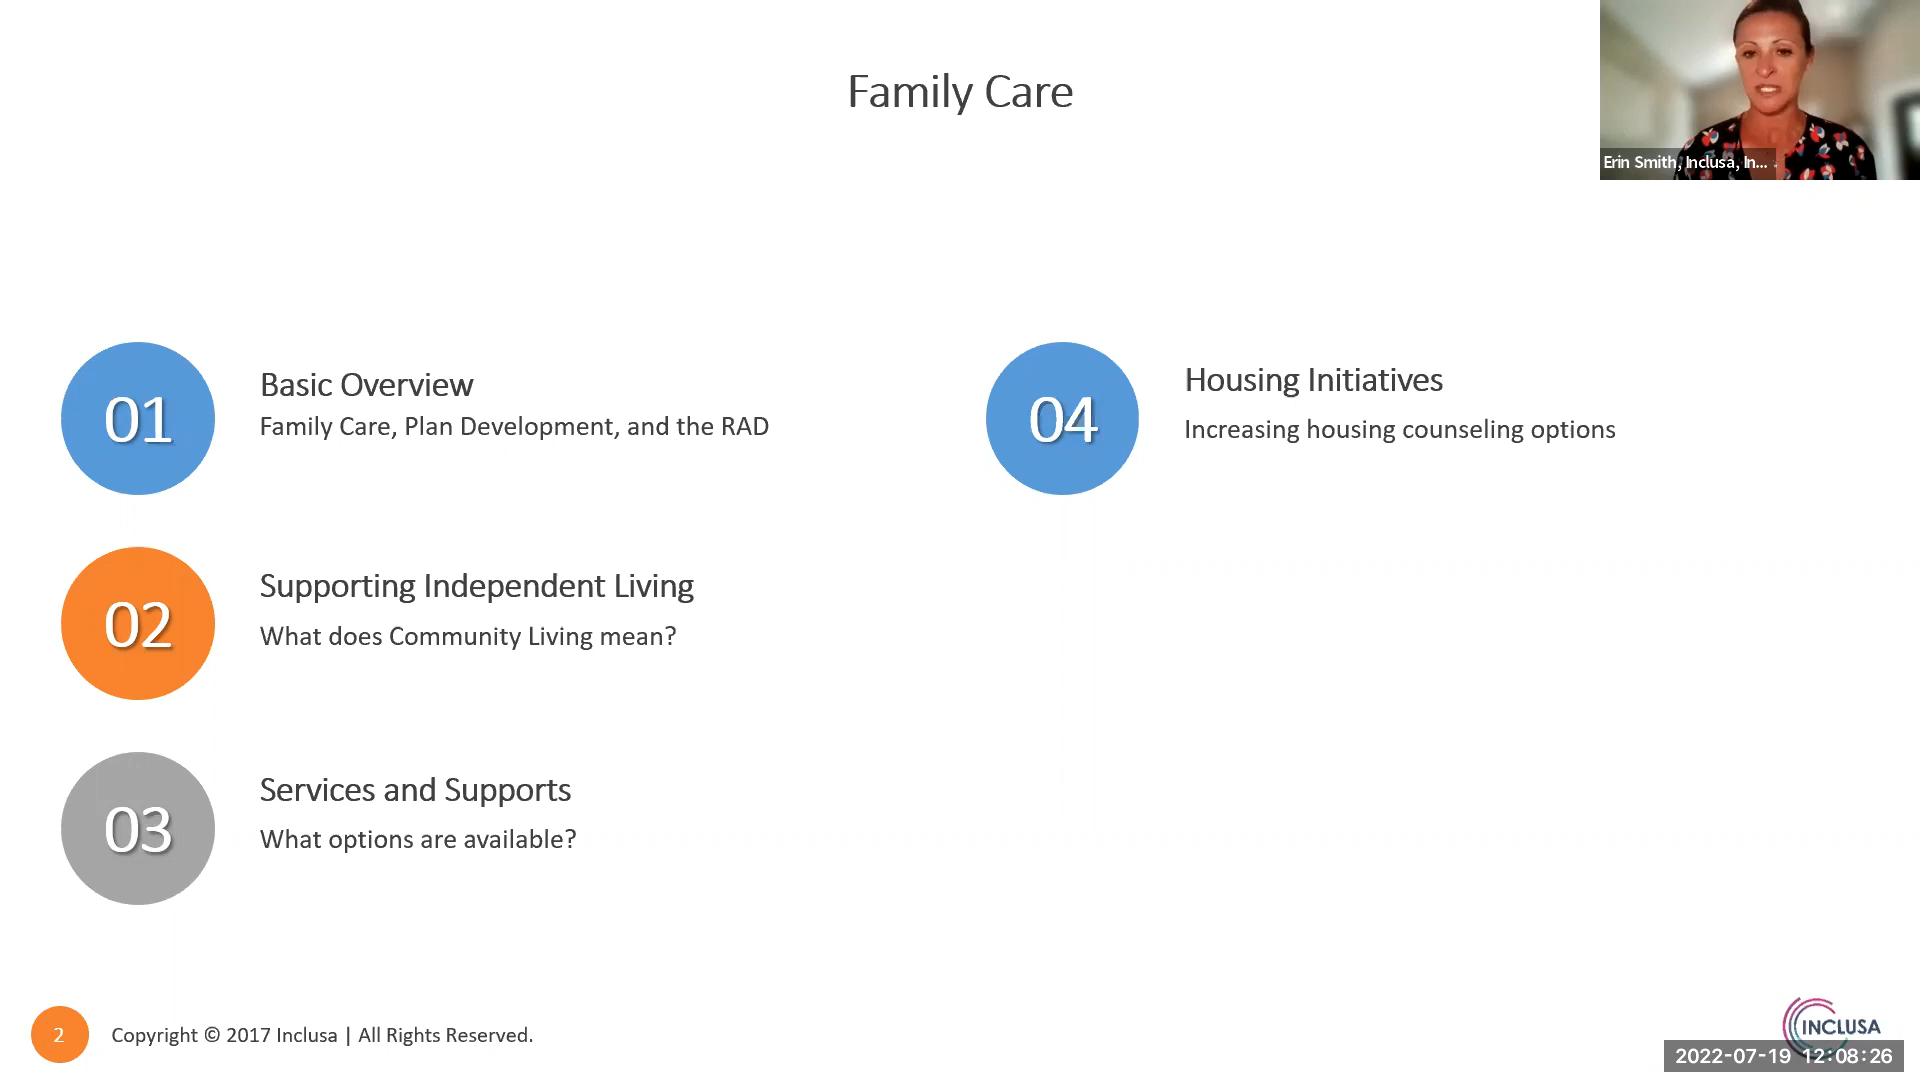 Family Care
Erin Smith, Inclusa, In...
01
Basic Overview
Family Care, Plan Development, and the RAD
02
Supporting Independent Living
What does Community Living mean?
03
Services and Supports
What options are available?
04
Housing Initiatives
Increasing housing counseling options
2
Copyright © 2017 Inclusa | All Rights Reserved.
INCLUSA
2022-07-19 12:08:26